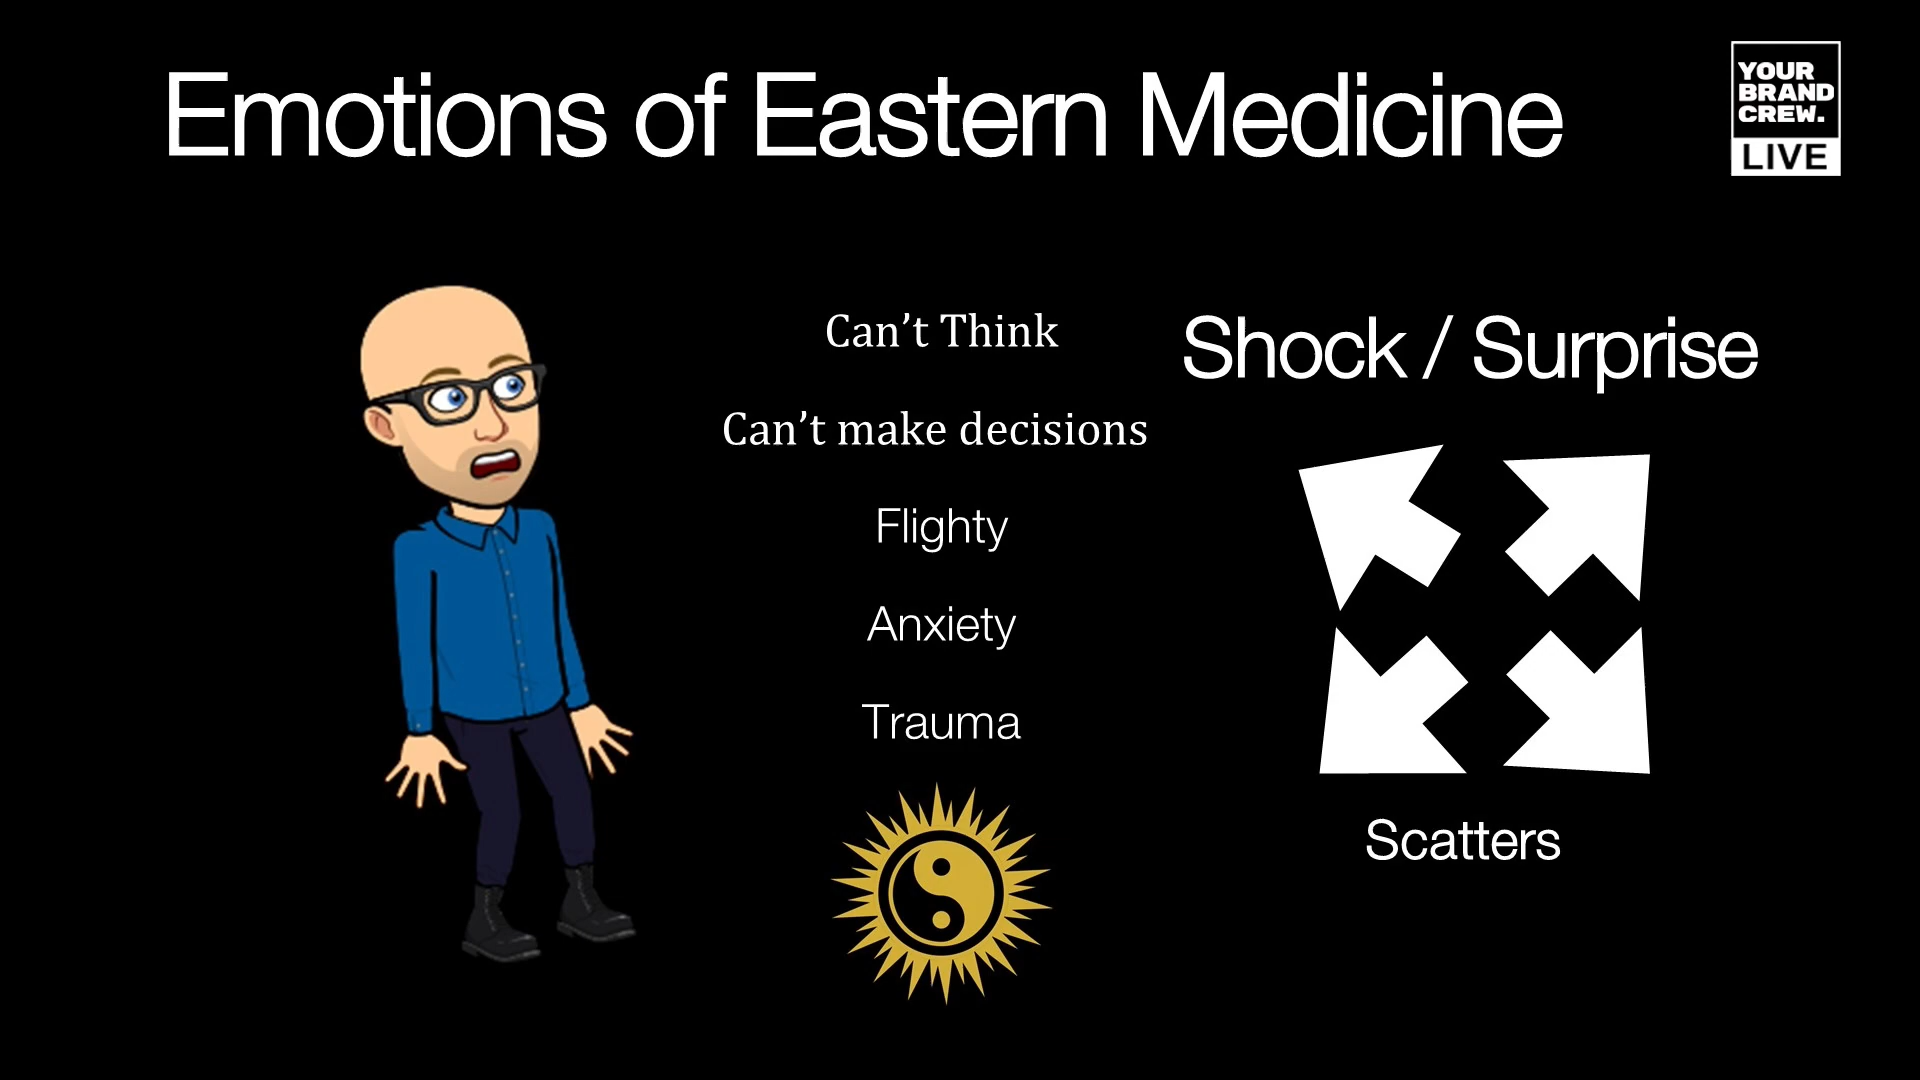 Emotions of Eastern Medicine
YOUR
BRAND
CREW.
LIVE
Can’t Think
Can’t make decisions
Flighty
Anxiety
Trauma
Shock / Surprise
Scatters